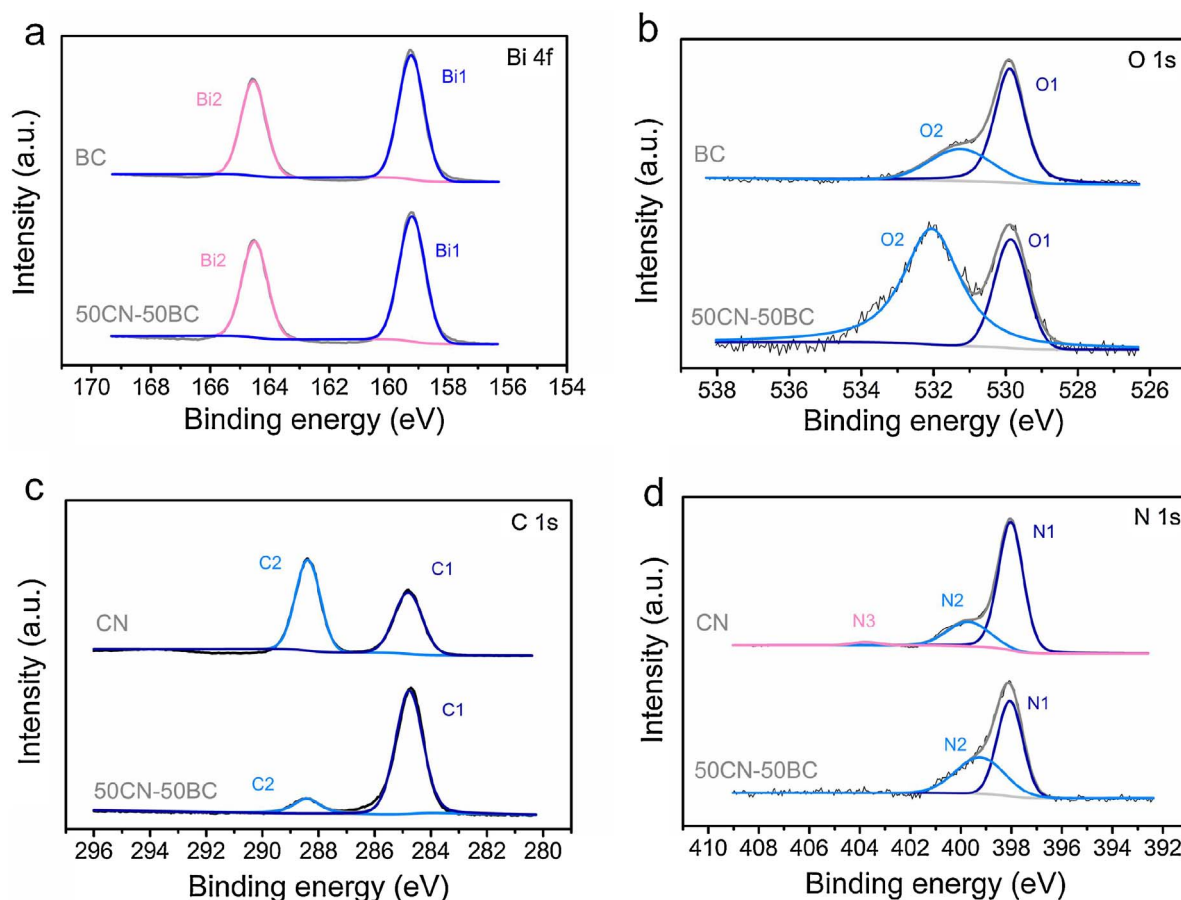 a
Bi 4f
Bi2
Bi1
BC
Bi2
Bi1
50CN-50BC
Intensity (a.u.)
170 168 166 164 162 160 158 156 154
Binding energy (eV)
b
O 1s
O1
O2
BC
O2
O1
50CN-50BC
Intensity (a.u.)
538 536 534 532 530 528 526
Binding energy (eV)
c
C 1s
C2
C1
CN
C1
C2
50CN-50BC
Intensity (a.u.)
296 294 292 290 288 286 284 282 280
Binding energy (eV)
d
N 1s
N1
N2
N3
CN
N1
N2
50CN-50BC
Intensity (a.u.)
410 408 406 404 402 400 398 396 394 392
Binding energy (eV)